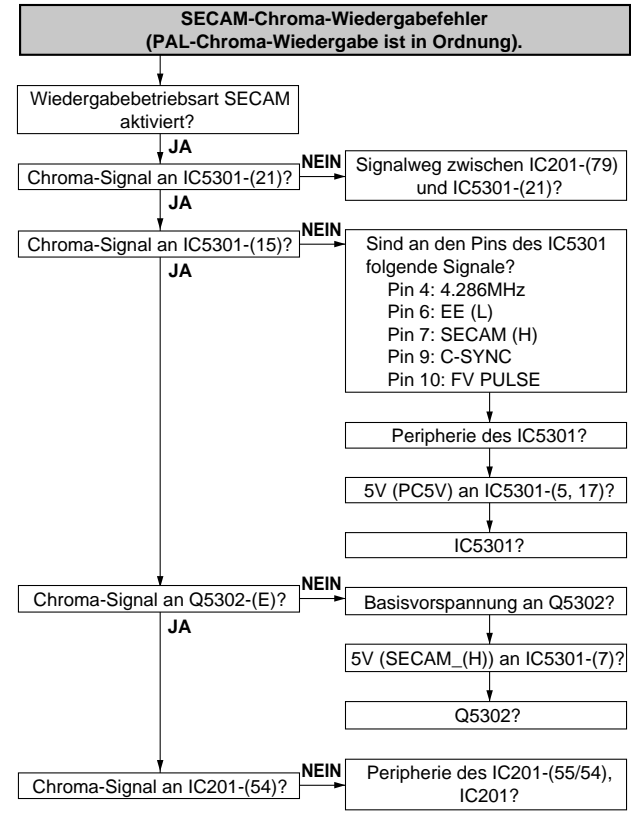 SECAM-Chroma-Wiedergabefehler
(PAL-Chroma-Wiedergabe ist in Ordnung).
Wiedergabebetriebsart SECAM
aktiviert?
JA
Chroma-Signal an IC5301-(21)?
NEIN
Signalweg zwischen IC201-(79)
und IC5301-(21)?
JA
Chroma-Signal an IC5301-(15)?
NEIN
Sind an den Pins des IC5301
folgende Signale?
Pin 4: 4.286MHz
Pin 6: EE (L)
Pin 7: SECAM (H)
Pin 9: C-SYNC
Pin 10: FV PULSE
JA
Peripherie des IC5301?
5V (PC5V) an IC5301-(5, 17)?
IC5301?
Chroma-Signal an Q5302-(E)?
NEIN
Basisvorspannung an Q5302?
JA
5V (SECAM_(H)) an IC5301-(7)?
Q5302?
Chroma-Signal an IC201-(54)?
NEIN
Peripherie des IC201-(55/54),
IC201?